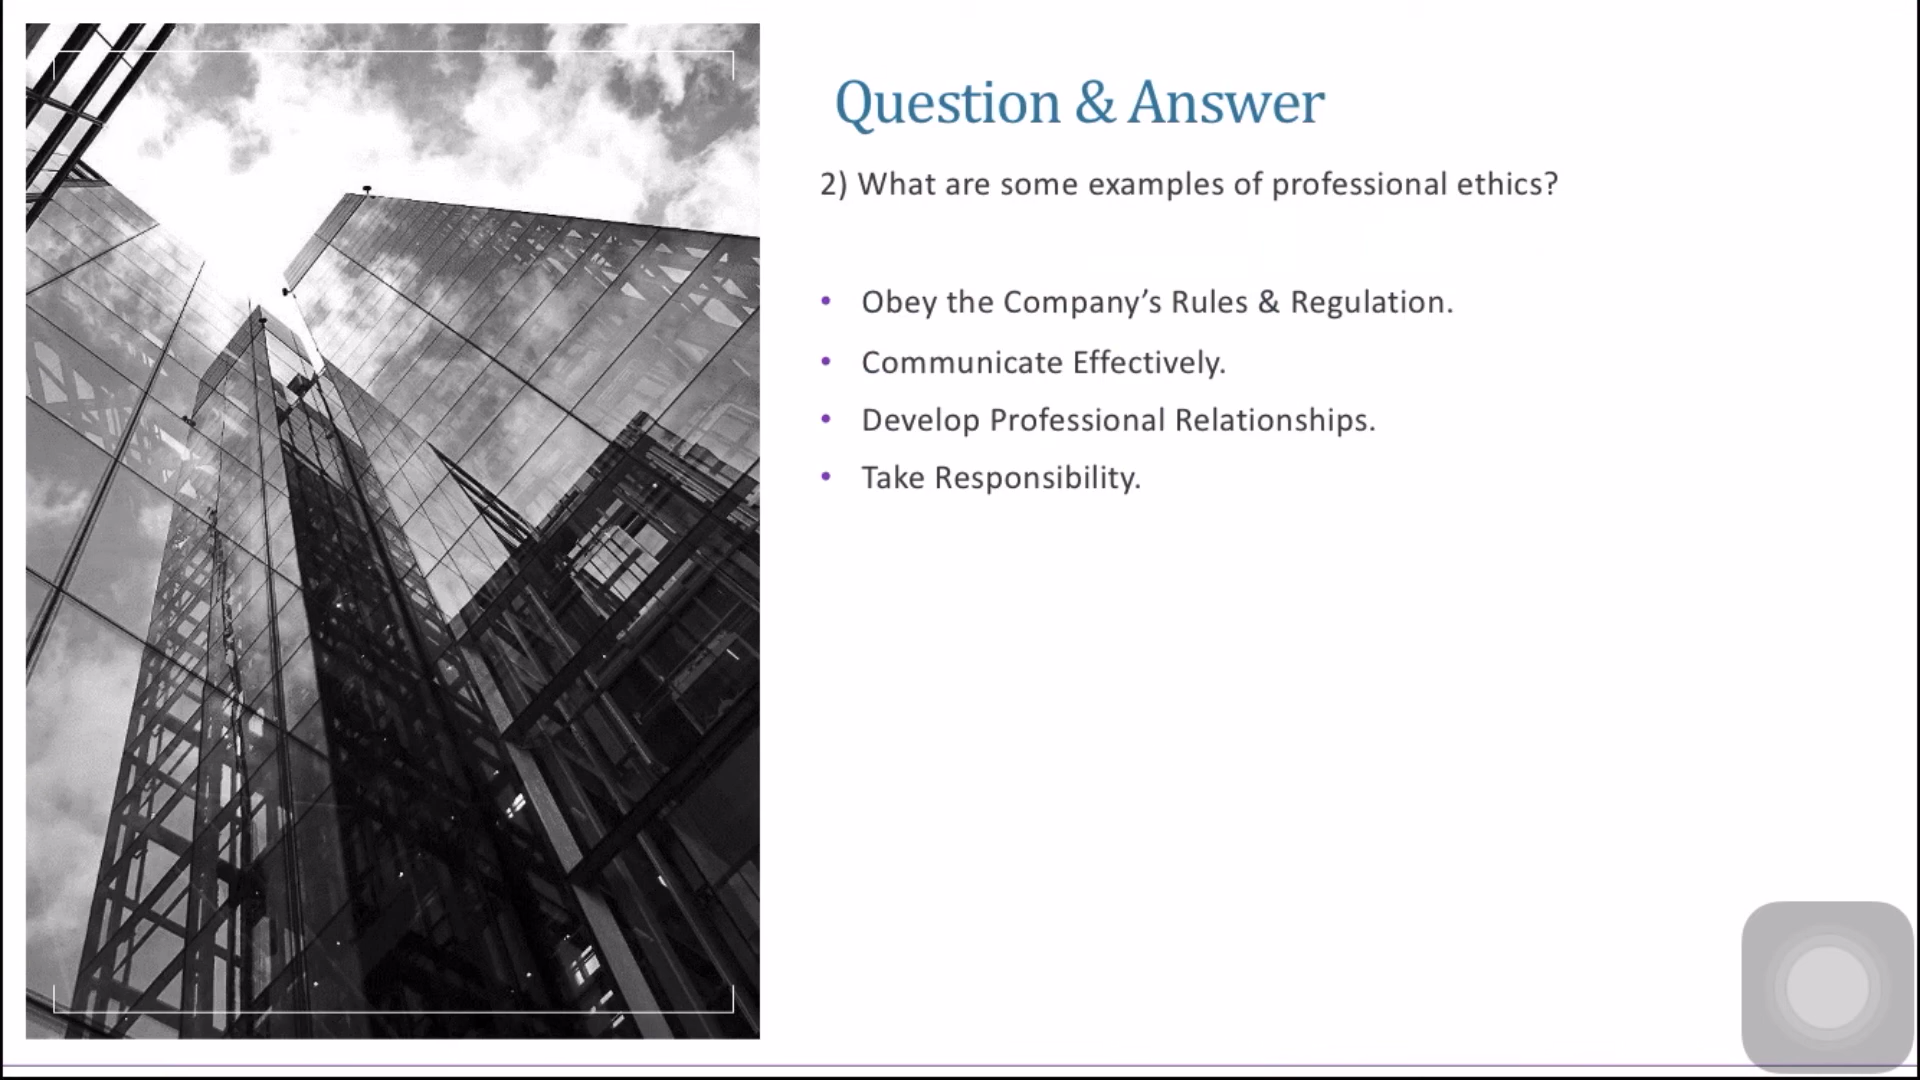 Question & Answer
2) What are some examples of professional ethics?
• Obey the Company’s Rules & Regulation.
• Communicate Effectively.
• Develop Professional Relationships.
• Take Responsibility.